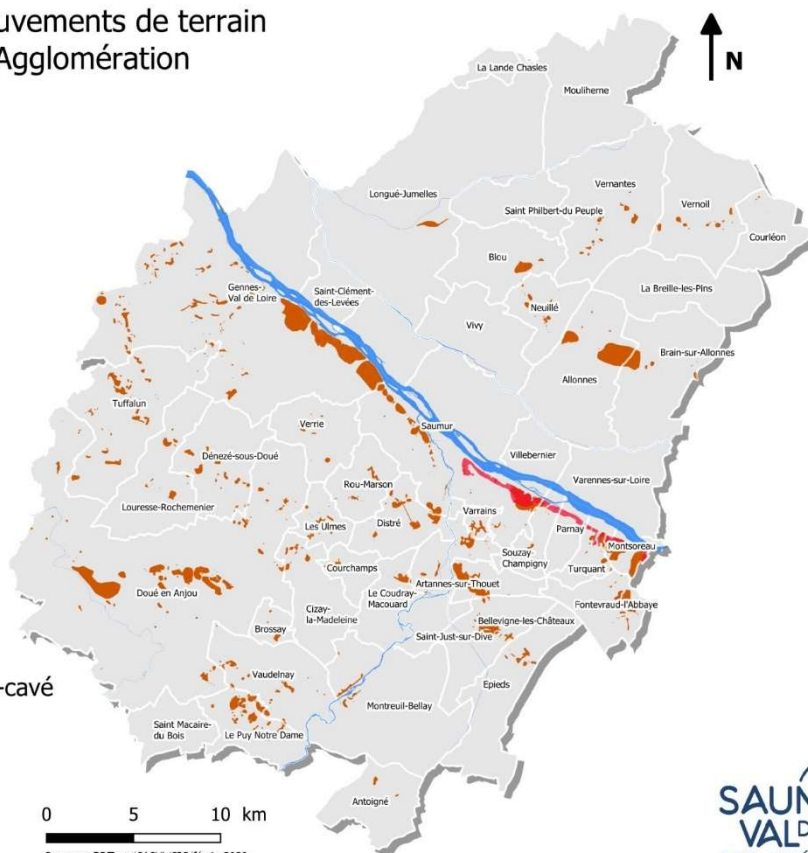 uvements de terrain
Agglomération
N
La Lande Chasles
Mouliherne
Longué-Jumelles
Vernantes
Vernoil
Saint Philbert-du Peuple
Courléon
Blou
La Breille-les-Pins
Gennes-
Val de Loire
Saint-Clément-
des-Levées
Neuillé
Vivy
Brain-sur-Allonnes
Allonnes
Tuffalun
Verrie
Saumur
Dénezé-sous-Doué
Villebernier
Varennes-sur-Loire
Rou-Marson
Louresse-Rochemenier
Les Ulmes
Distré
Varrains
Parnay
Montsoreau
Souzay-
Champigny
Turquant
Courchamps
Artannes-sur-Thouet
Doué en Anjou
Le Coudray-
Macouard
Fontevraud-l'Abbaye
Cizay-
la-Madeleine
Bellevigne-les-Châteaux
Brossay
Saint-Just-sur-Dive
Vaudelnay
Epieds
-cavé
Montreuil-Bellay
Saint Macaire-
du Bois
Le Puy Notre Dame
Antoigné
0 5 10 km
SAUM
VAL D